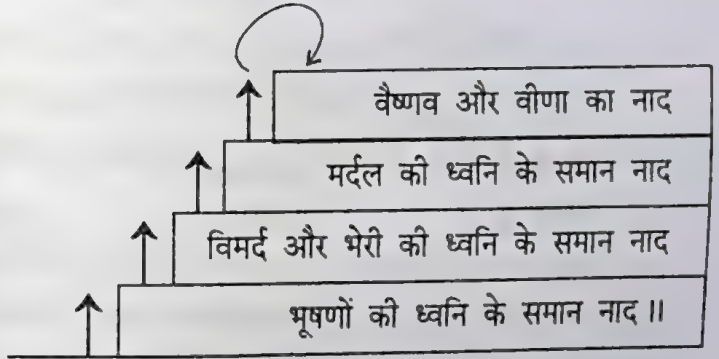 वैष्णव और वीणा का नाद
मर्दल की ध्वनि के समान नाद
विमर्द और भेरी की ध्वनि के समान नाद
भूषणों की ध्वनि के समान नाद ॥